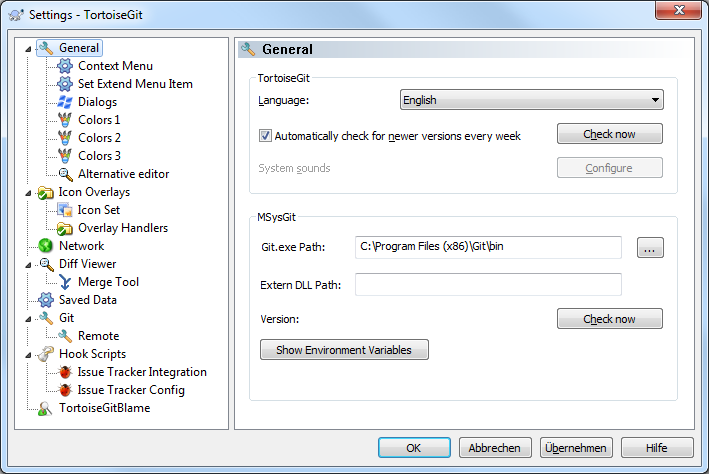 Settings - TortoiseGit
General
Context Menu
Set Extend Menu Item
Dialogs
Colors 1
Colors 2
Colors 3
Alternative editor
Icon Overlays
Icon Set
Overlay Handlers
Network
Diff Viewer
Merge Tool
Saved Data
Git
Remote
Hook Scripts
Issue Tracker Integration
Issue Tracker Config
TortoiseGitBlame
General
TortoiseGit
Language: English
Automatically check for newer versions every week Check now
System sounds Configure
MSysGit
Git.exe Path: C:\Program Files (x86)\Git\bin ...
Extern DLL Path:
Version: Check now
Show Environment Variables
OK Abbrechen Übernehmen Hilfe